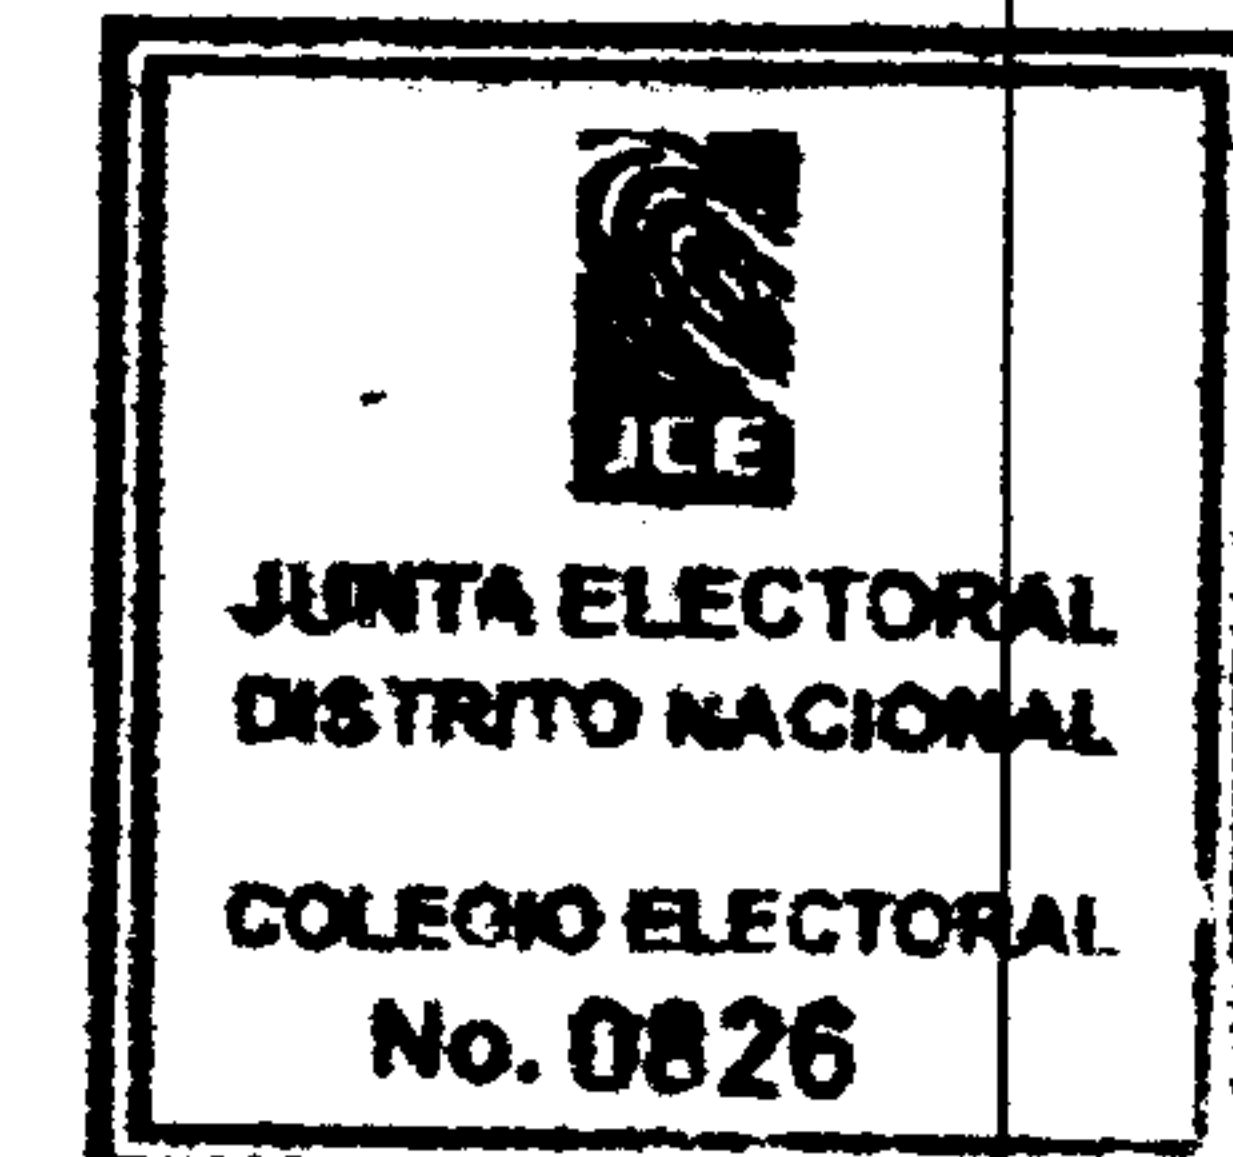 JCE
JUNTA ELECTORAL
DISTRITO NACIONAL
COLEGIO ELECTORAL
No. 0826